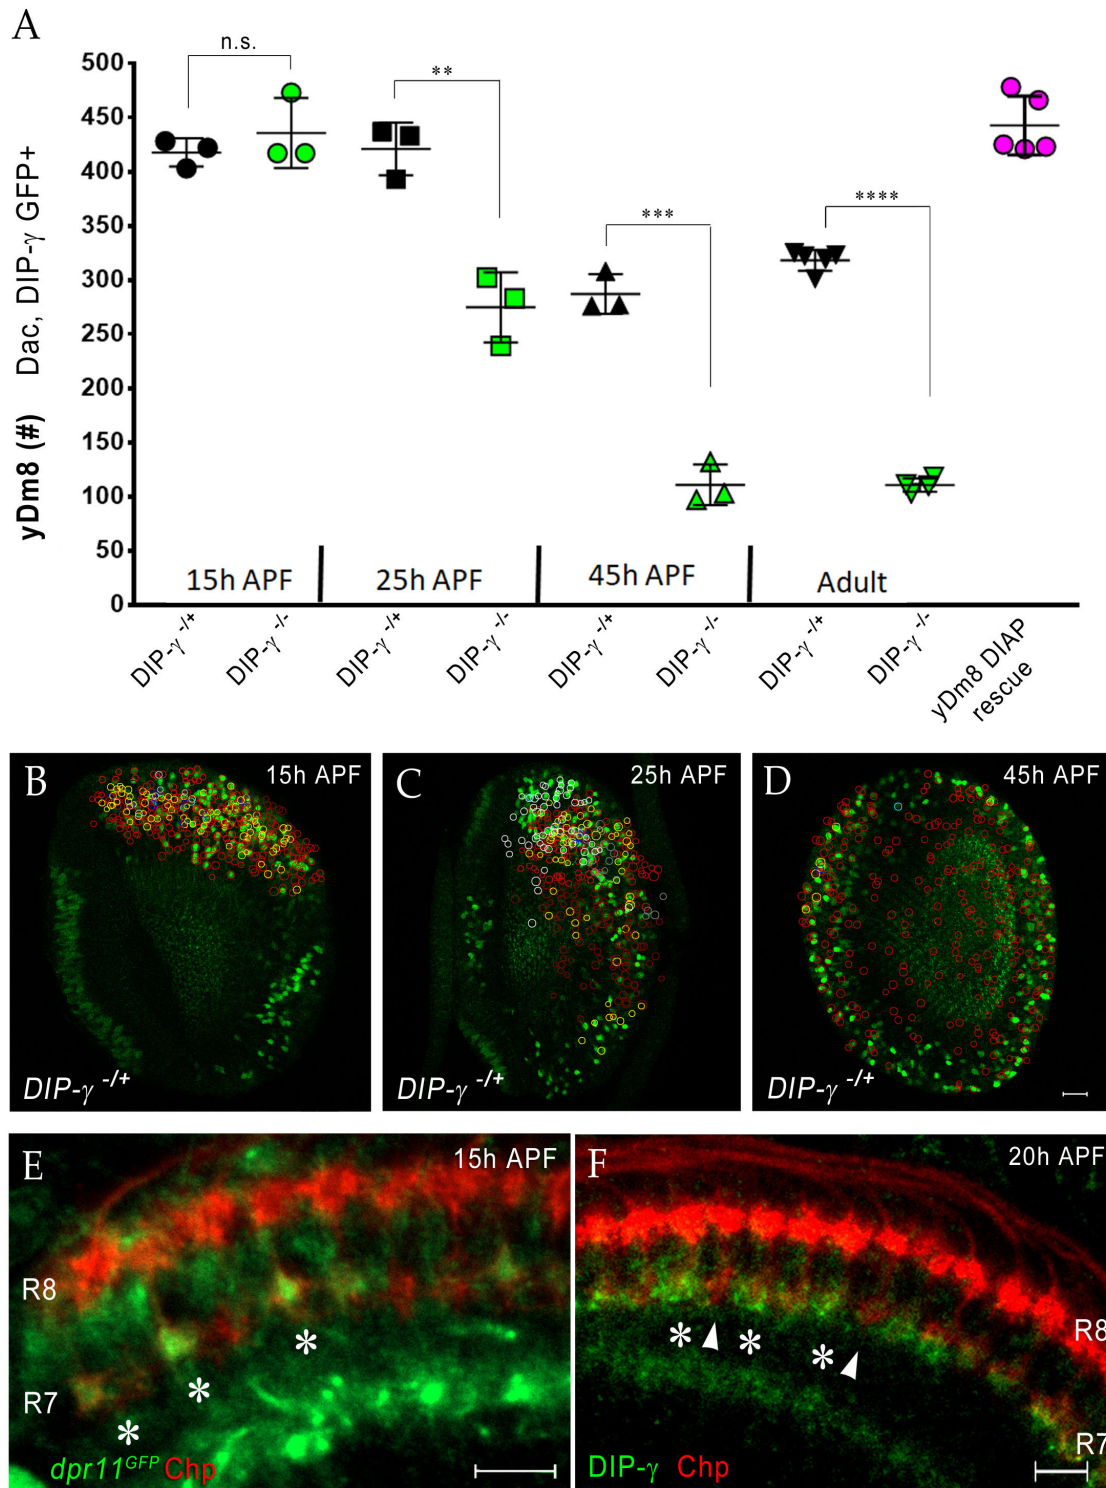 A
n.s.
**
***
****
yDm8 (#) Dac, DIP-γ GFP+
500
450
400
350
300
250
200
150
100
50
0
15h APF
25h APF
45h APF
Adult
DIP-γ -/+
DIP-γ -/-
DIP-γ -/+
DIP-γ -/-
DIP-γ -/+
DIP-γ -/-
DIP-γ -/+
DIP-γ -/-
yDm8 DIAP
rescue
B
15h APF
DIP-γ -/+
C
25h APF
DIP-γ -/+
D
45h APF
DIP-γ -/+
E
15h APF
R8
*
*
R7
*
dpr11GFP Chp
F
20h APF
R8
* * *
R7
DIP-γ Chp